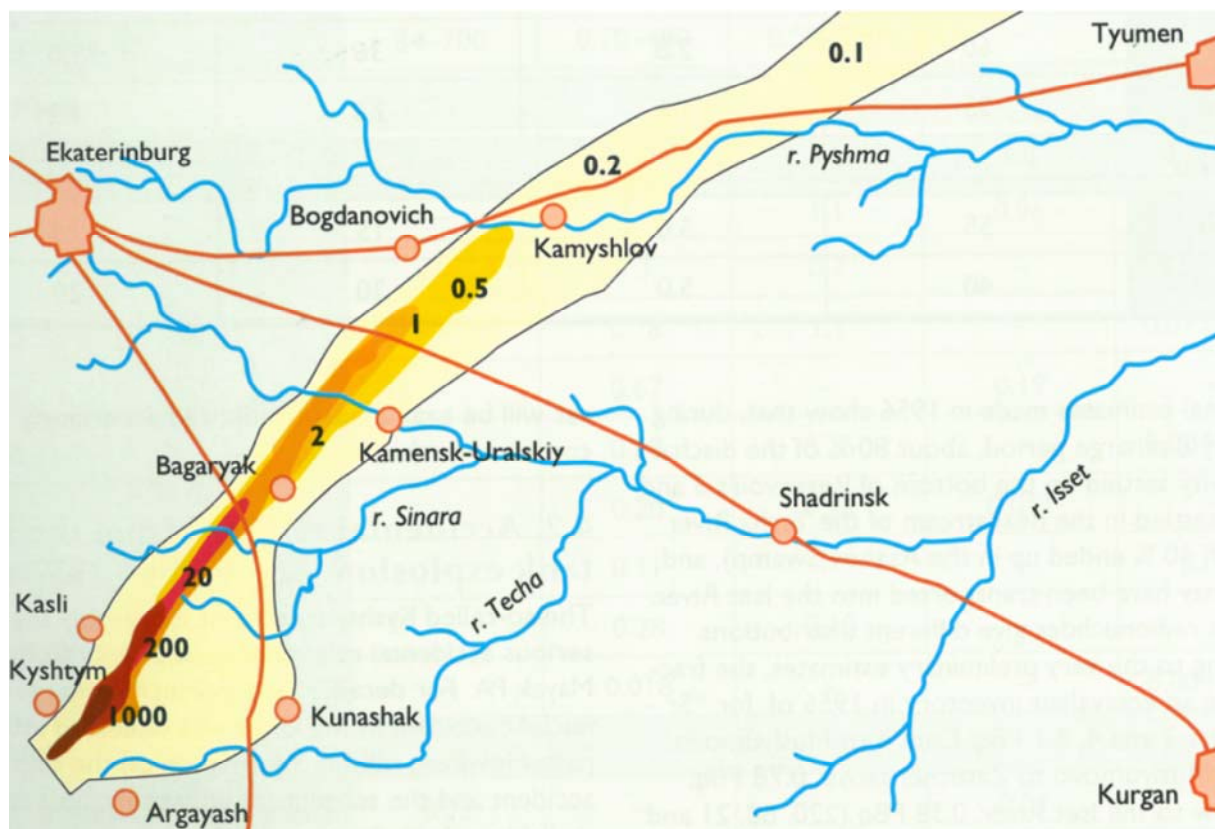 0.1
Tyumen
Ekaterinburg
r. Pyshma
0.2
Bogdanovich
Kamyshlov
0.5
1
2
Kamensk-Uralskiy
Bagaryak
Shadrinsk
r. Isset
r. Sinara
20
r. Techa
Kasli
200
Kyshtym
1000
Kunashak
Kurgan
Argayash